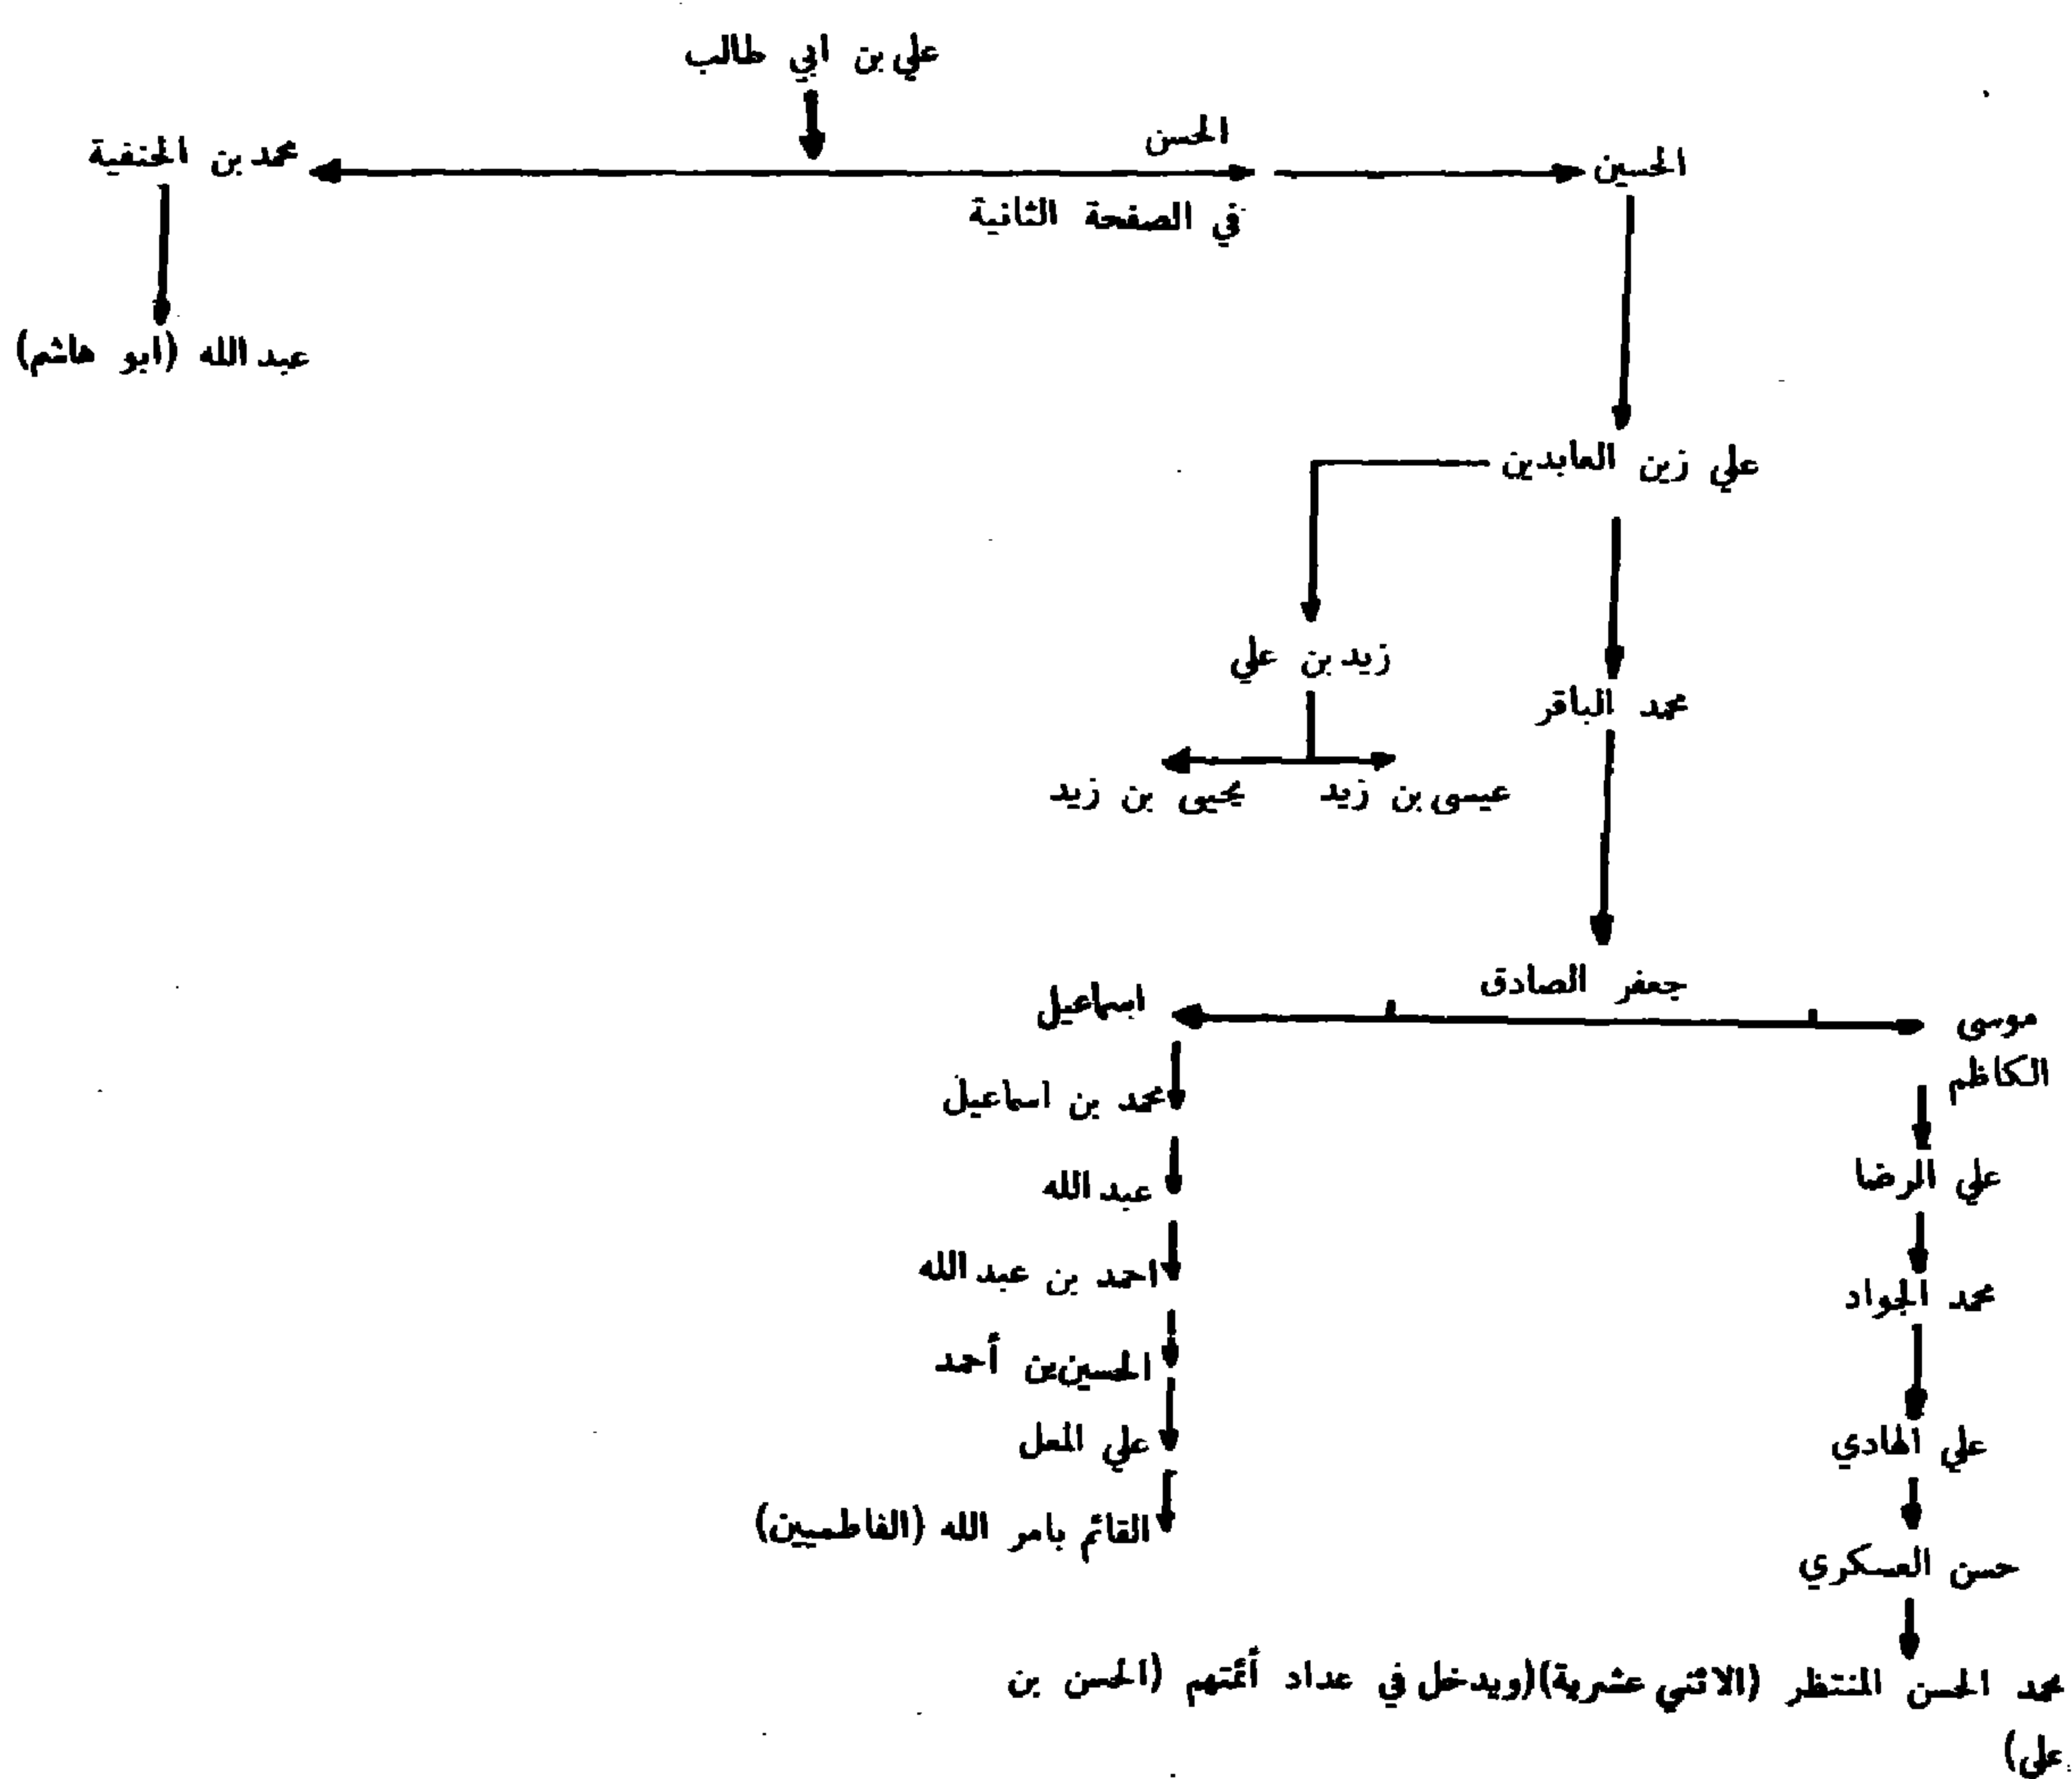 علي بن ابي طالب
الحسن
الحسين
محمد بن الحنفية
في الصفحة الثانية
عبد الله (ابو هاشم)
علي زين العابدين
زيد بن علي
محمد الباقر
عيسى بن زيد
يحيى بن زيد
جعفر الصادق
موسى
الكاظم
اسماعيل
محمد بن اسماعيل
علي الرضا
عبد الله
احمد بن عبد الله
محمد الجواد
الحسين بن أحمد
علي الهادي
علي المعل
القائم بامر الله (الفاطميين)
حسن العسكري
محمد الحسن المنتظر (الاثني عشرية)(ويدخل في عداد أئمتهم (الحسن بن
علي)